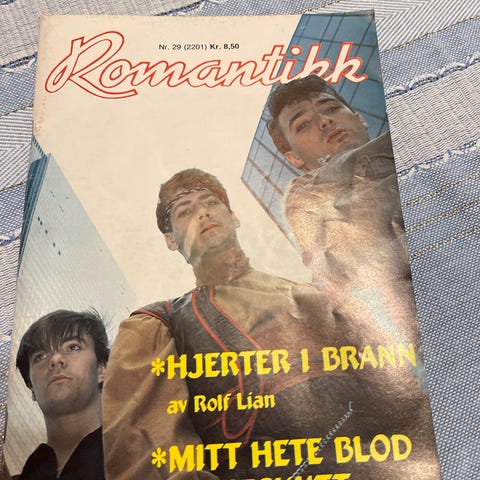 Nr. 29 (2201) Kr. 8,50
Romantikk
*HJERTER I BRANN
av Rolf Lian
*MITT HETE BLOD